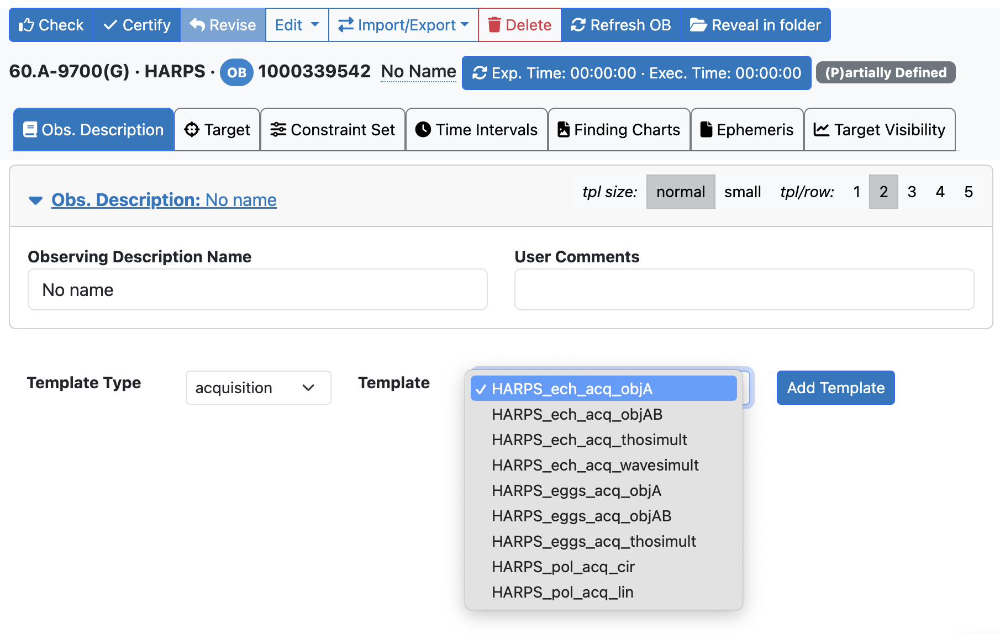 Check Certify Revise Edit Import/Export Delete Refresh OB Reveal in folder
60.A-9700(G) · HARPS · OB 1000339542 No Name Exp. Time: 00:00:00 · Exec. Time: 00:00:00 (P)artially Defined
Obs. Description Target Constraint Set Time Intervals Finding Charts Ephemeris Target Visibility
Obs. Description: No name tpl size: normal small tpl/row: 1 2 3 4 5
Observing Description Name User Comments
No name
Template Type acquisition Template HARPS_ech_acq_objA Add Template
HARPS_ech_acq_objAB
HARPS_ech_acq_thosimult
HARPS_ech_acq_wavesimult
HARPS_eggs_acq_objA
HARPS_eggs_acq_objAB
HARPS_eggs_acq_thosimult
HARPS_pol_acq_cir
HARPS_pol_acq_lin